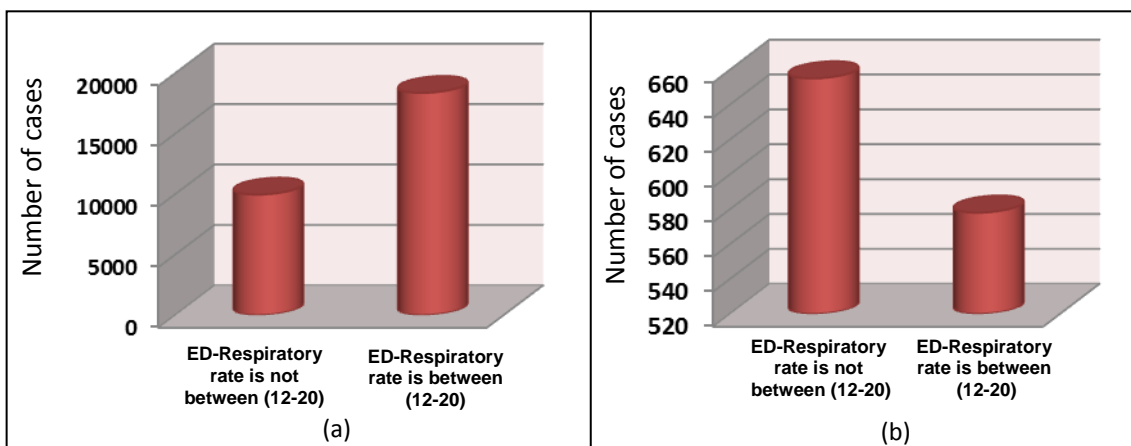 Number of cases
20000
15000
10000
5000
0
ED-Respiratory
rate is not
between (12-20)
ED-Respiratory
rate is between
(12-20)
(a)
Number of cases
660
640
620
600
580
560
540
520
ED-Respiratory
rate is not
between (12-20)
ED-Respiratory
rate is between
(12-20)
(b)